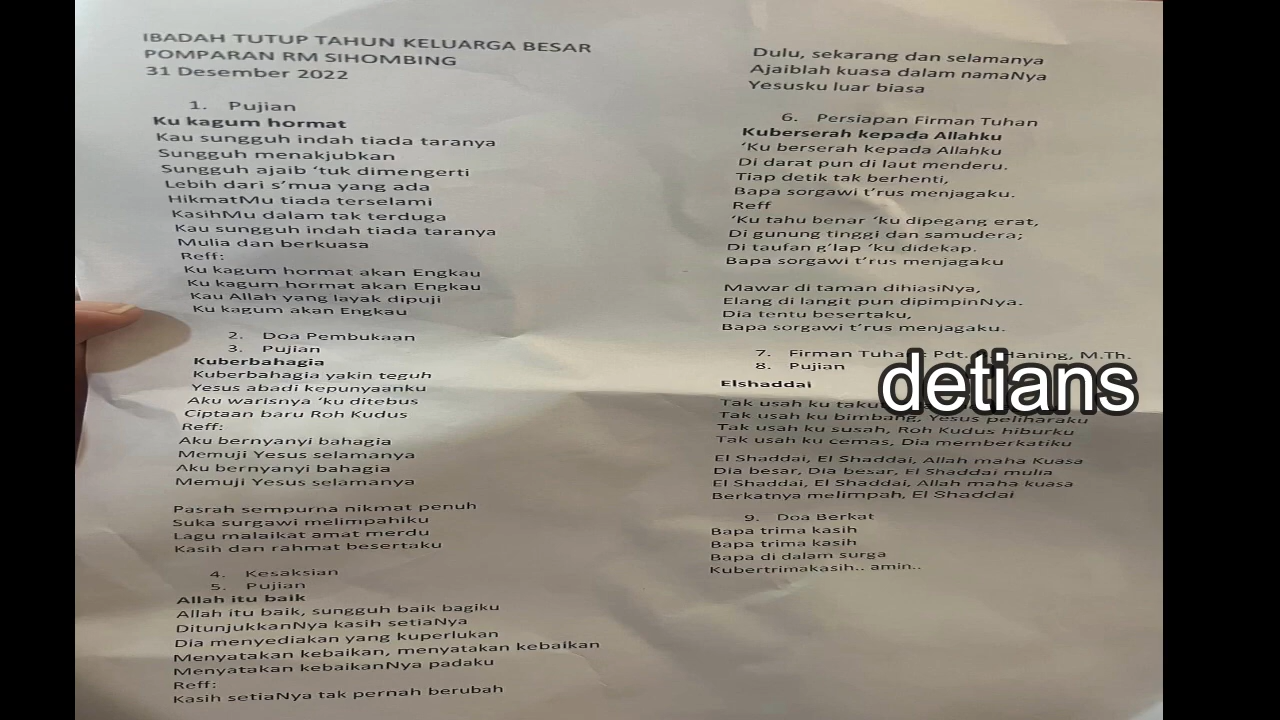 IBADAH TUTUP TAHUN KELUARGA BESAR
POMPARAN RM SIHOMBING
31 Desember 2022
1. Pujian
Ku kagum hormat
Kau sungguh indah tiada taranya
Sungguh menakjubkan
Sungguh ajaib ‘tuk dimengerti
Lebih dari s’mua yang ada
HikmatMu tiada terselami
KasihMu dalam tak terduga
Kau sungguh indah tiada taranya
Mulia dan berkuasa
Reff:
Ku kagum hormat akan Engkau
Ku kagum hormat akan Engkau
Kau Allah yang layak dipuji
Ku kagum akan Engkau
2. Doa Pembukaan
3. Pujian
Kuberbahagia
Kuberbahagia yakin teguh
Yesus abadi kepunyaanku
Aku warisnya ‘ku ditebus
Ciptaan baru Roh Kudus
Reff:
Aku bernyanyi bahagia
Memuji Yesus selamanya
Aku bernyanyi bahagia
Memuji Yesus selamanya
Pasrah sempurna nikmat penuh
Suka surgawi melimpahiku
Lagu malaikat amat merdu
Kasih dan rahmat besertaku
4. Kesaksian
5. Pujian
Allah itu baik
Allah itu baik, sungguh baik bagiku
DitunjukkanNya kasih setiaNya
Dia menyediakan yang kuperlukan
Menyatakan kebaikan, menyatakan kebaikan
Menyatakan kebaikanNya padaku
Reff:
Kasih setiaNya tak pernah berubah
Dulu, sekarang dan selamanya
Ajaiblah kuasa dalam namaNya
Yesusku luar biasa
6. Persiapan Firman Tuhan
Kuberserah kepada Allahku
‘Ku berserah kepada Allahku
Di darat pun di laut menderu.
Tiap detik tak berhenti,
Bapa sorgawi t’rus menjagaku.
Reff
‘Ku tahu benar ‘ku dipegang erat,
Di gunung tinggi dan samudera;
Di taufan g’lap ‘ku didekap.
Bapa sorgawi t’rus menjagaku
Mawar di taman dihiasiNya,
Elang di langit pun dipimpinNya.
Dia tentu besertaku,
Bapa sorgawi t’rus menjagaku.
7. Firman Tuhan Pdt. Haning, M.Th.
8. Pujian
detians
Elshaddai
Tak usah ku
Tak usah ku bimbang, Yesus peliharaku
Tak usah ku susah, Roh Kudus hiburku
Tak usah ku cemas, Dia memberkatiku
El Shaddai, El Shaddai, Allah maha Kuasa
Dia besar, Dia besar, El Shaddai mulia
El Shaddai, El Shaddai, Allah maha kuasa
Berkatnya melimpah, El Shaddai
9. Doa Berkat
Bapa trima kasih
Bapa trima kasih
Bapa di dalam surga
Kubertrimakasih.. amin..